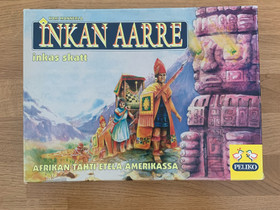 INKAN AARRE
inkas skatt
AFRIKAN TÄHTI ETELÄ-AMERIKASSA
PELIKO